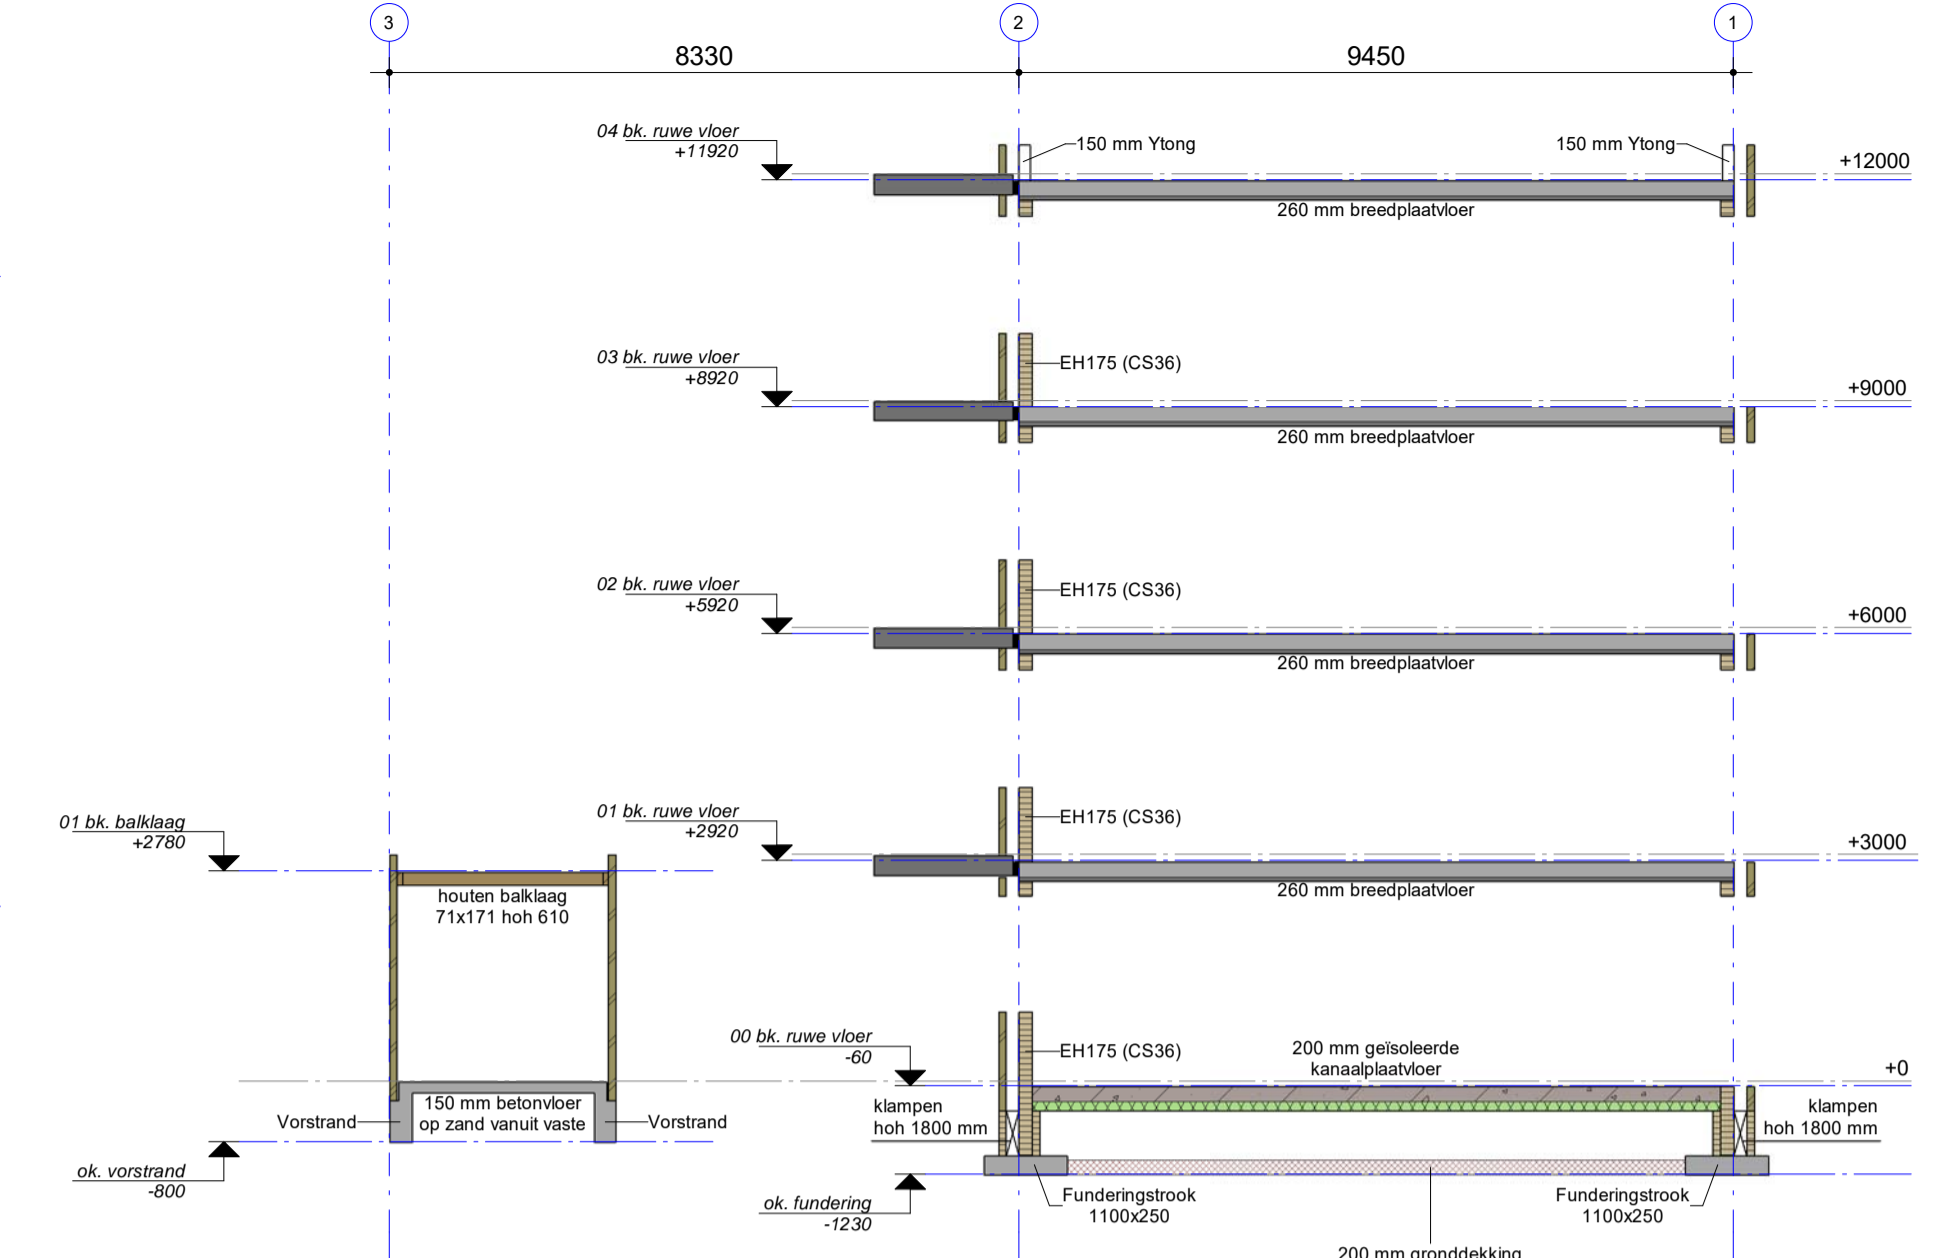 3
2
1
8330
9450
04 bk. ruwe vloer
+11920
150 mm Ytong
150 mm Ytong
+12000
260 mm breedplaatvloer
03 bk. ruwe vloer
+8920
EH175 (CS36)
+9000
260 mm breedplaatvloer
02 bk. ruwe vloer
+5920
EH175 (CS36)
+6000
260 mm breedplaatvloer
01 bk. balklaag
+2780
01 bk. ruwe vloer
+2920
EH175 (CS36)
+3000
260 mm breedplaatvloer
houten balklaag
71x171 hoh 610
00 bk. ruwe vloer
-60
EH175 (CS36)
200 mm geïsoleerde
kanaalplaatvloer
+0
Vorstrand
150 mm betonvloer
op zand vanuit vaste
Vorstrand
klampen
hoh 1800 mm
klampen
hoh 1800 mm
ok. vorstrand
-800
ok. fundering
-1230
Funderingstrook
1100x250
Funderingstrook
1100x250
200 mm gronddekking